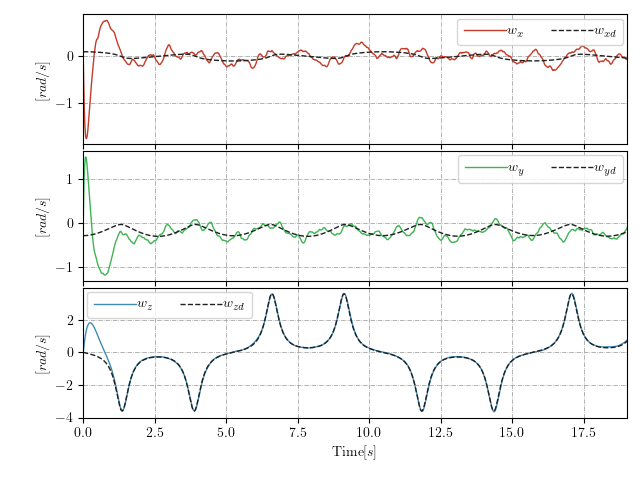 w_x w_xd
0
−1
[rad/s]
w_y w_yd
1
0
−1
[rad/s]
w_z w_zd
2
0
−2
−4
[rad/s]
0.0 2.5 5.0 7.5 10.0 12.5 15.0 17.5
Time[s]